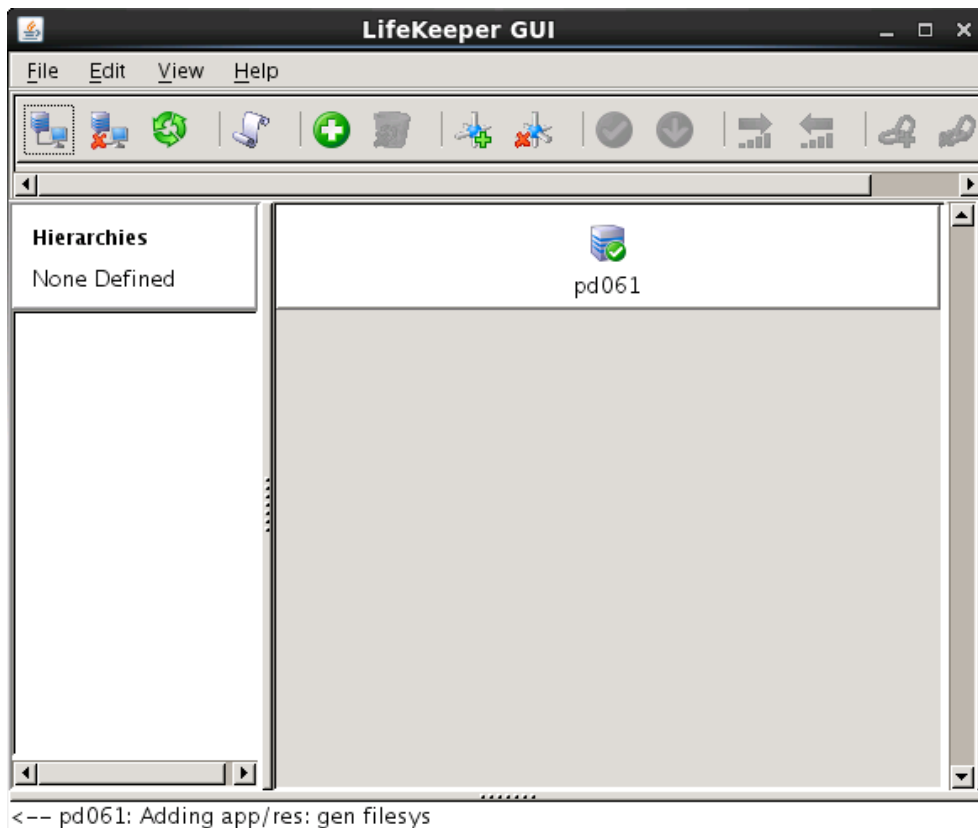 LifeKeeper GUI
File Edit View Help
Hierarchies
None Defined
pd061
<-- pd061: Adding app/res: gen filesys